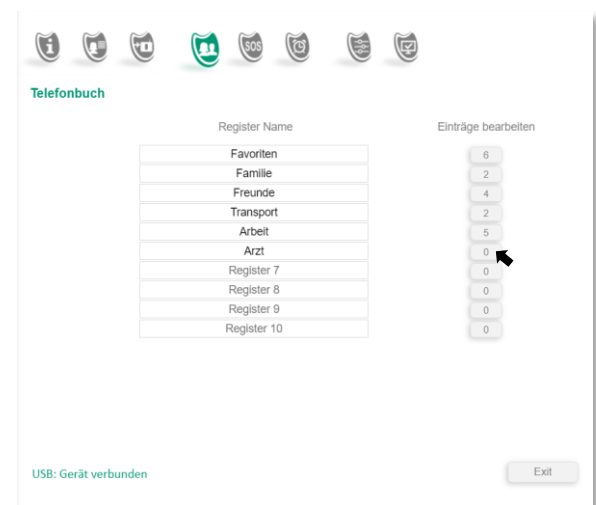 i SOS
Telefonbuch
Register Name Einträge bearbeiten
Favoriten 6
Familie 2
Freunde 4
Transport 2
Arbeit 5
Arzt 0
Register 7 0
Register 8 0
Register 9 0
Register 10 0
USB: Gerät verbunden Exit